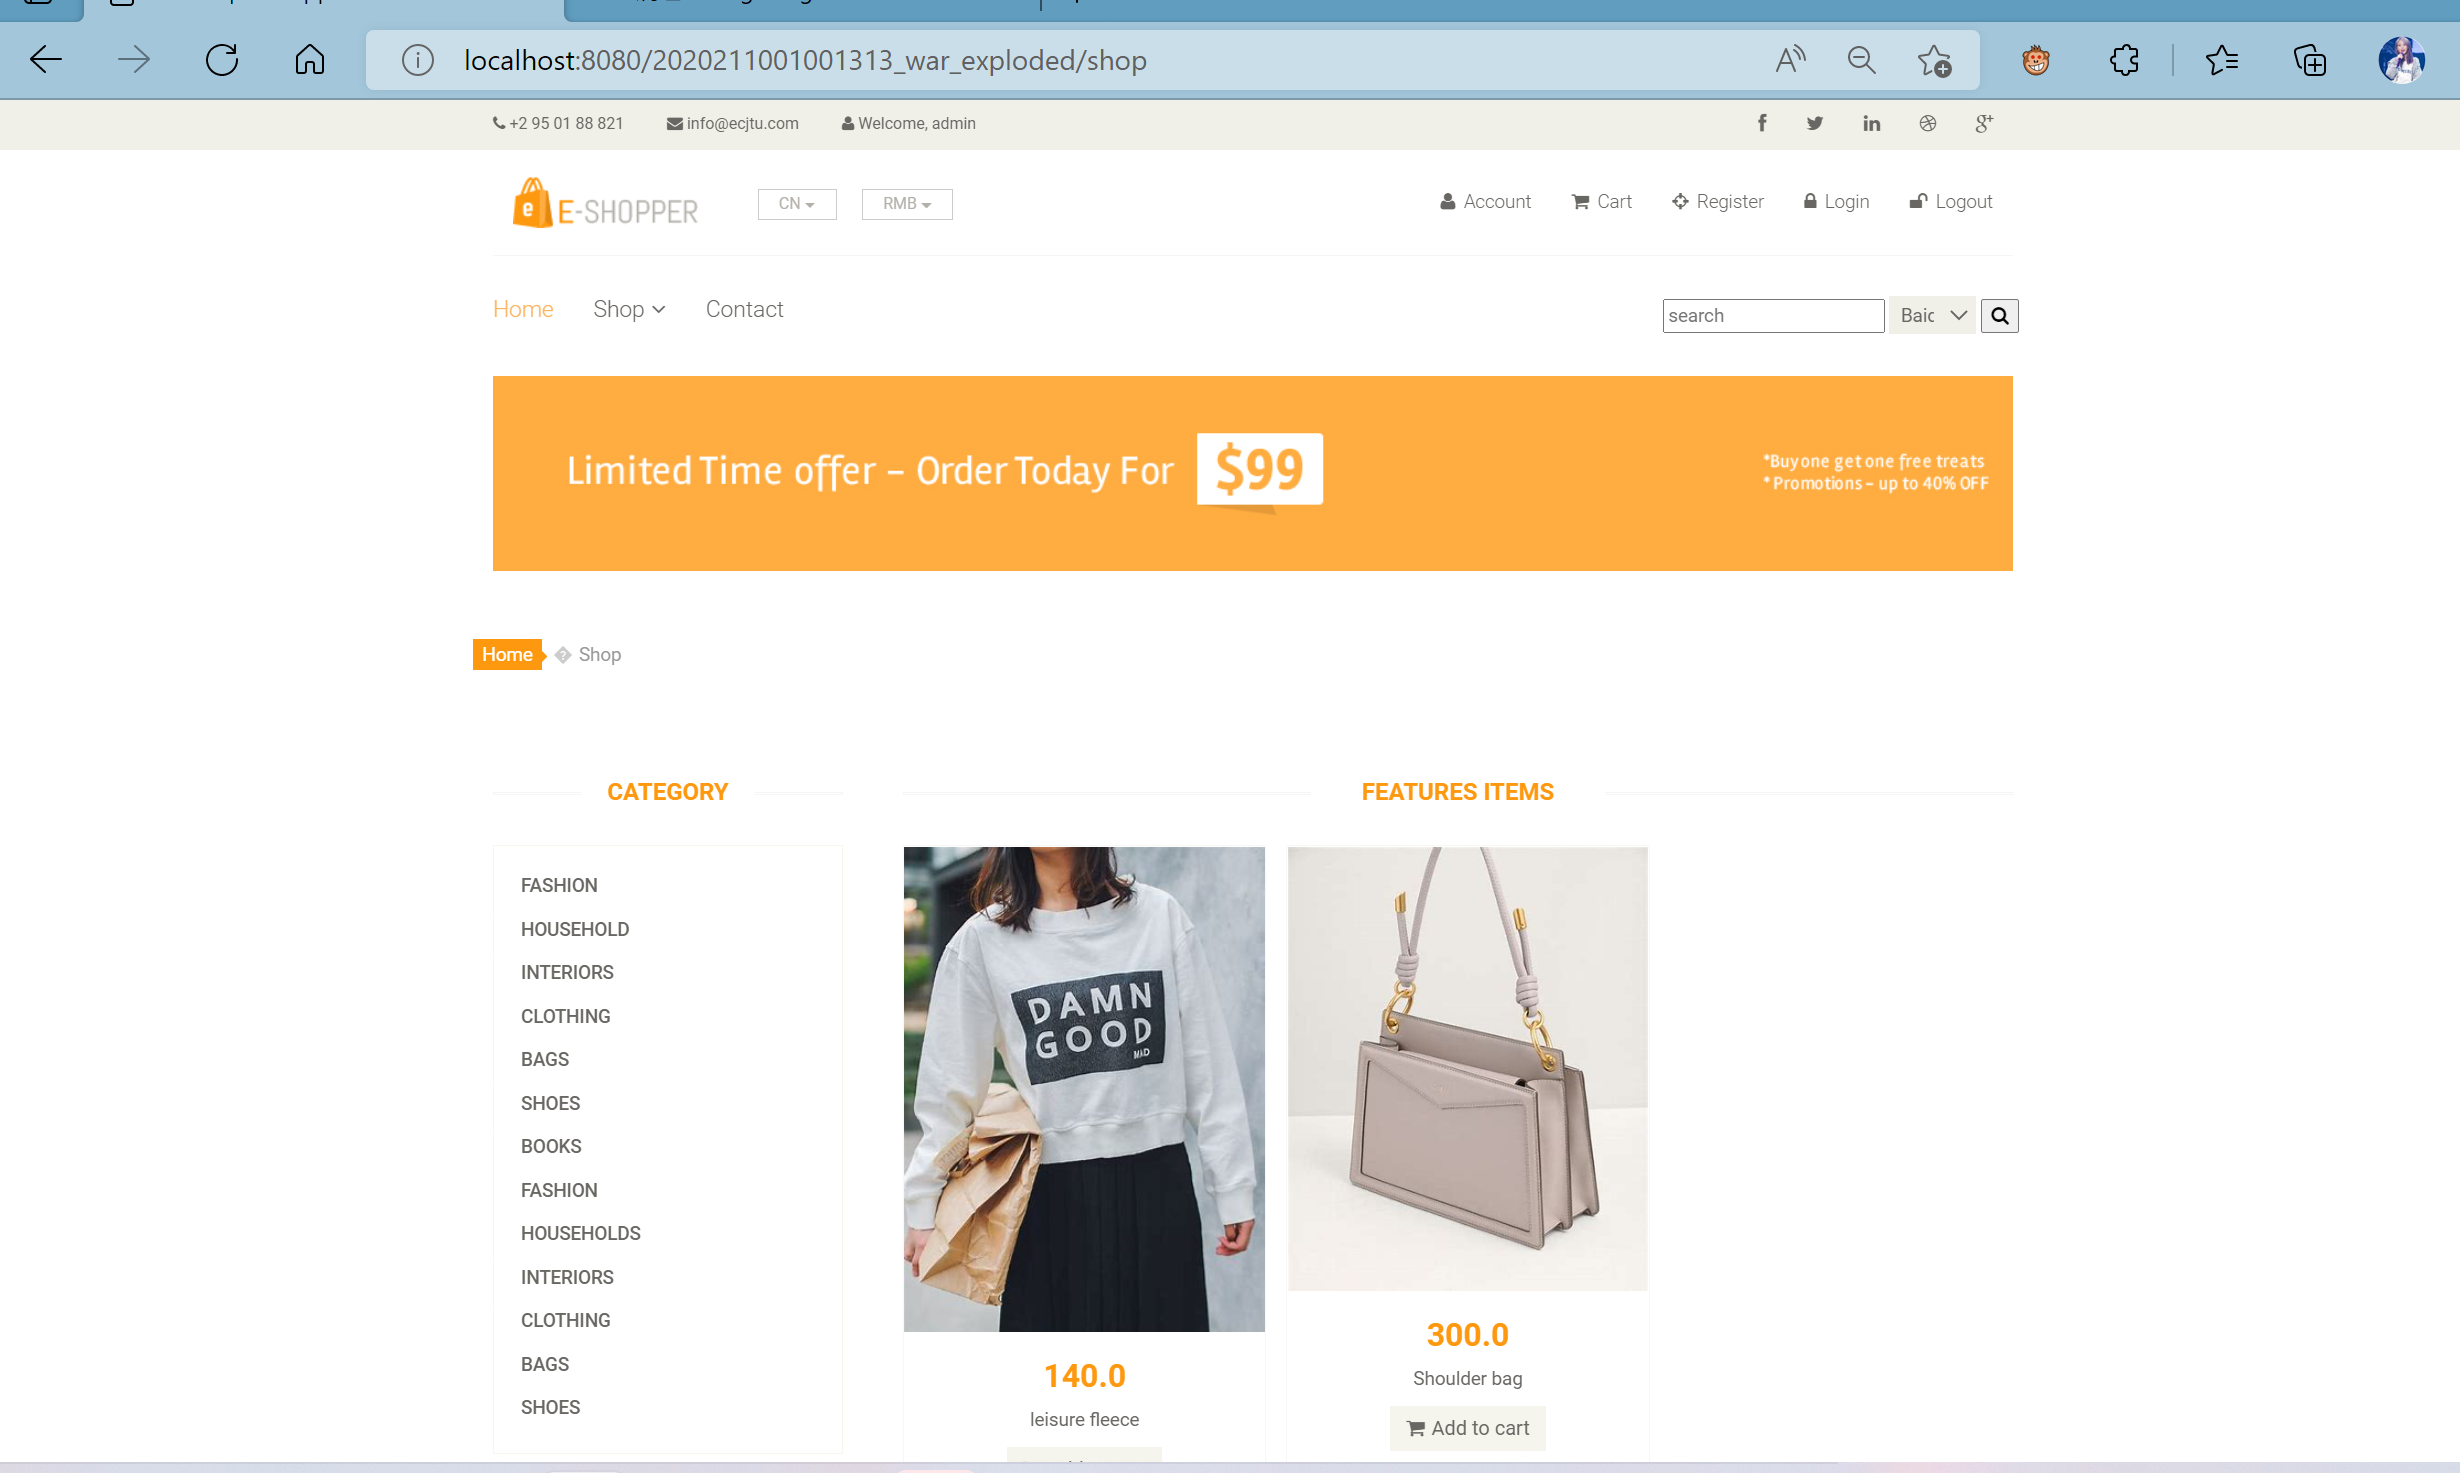 localhost:8080/2020211001001313_war_exploded/shop
+2 95 01 88 821 info@ecjtu.com Welcome, admin
E-SHOPPER CN RMB Account Cart Register Login Logout
Home Shop Contact search
Limited Time offer – Order Today For $99
*Buy one get one free treats
* Promotions – up to 40% OFF
Home Shop
CATEGORY
FASHION
HOUSEHOLD
INTERIORS
CLOTHING
BAGS
SHOES
BOOKS
FASHION
HOUSEHOLDS
INTERIORS
CLOTHING
BAGS
SHOES
FEATURES ITEMS
DAMN
GOOD
MAD
140.0
leisure fleece
300.0
Shoulder bag
Add to cart